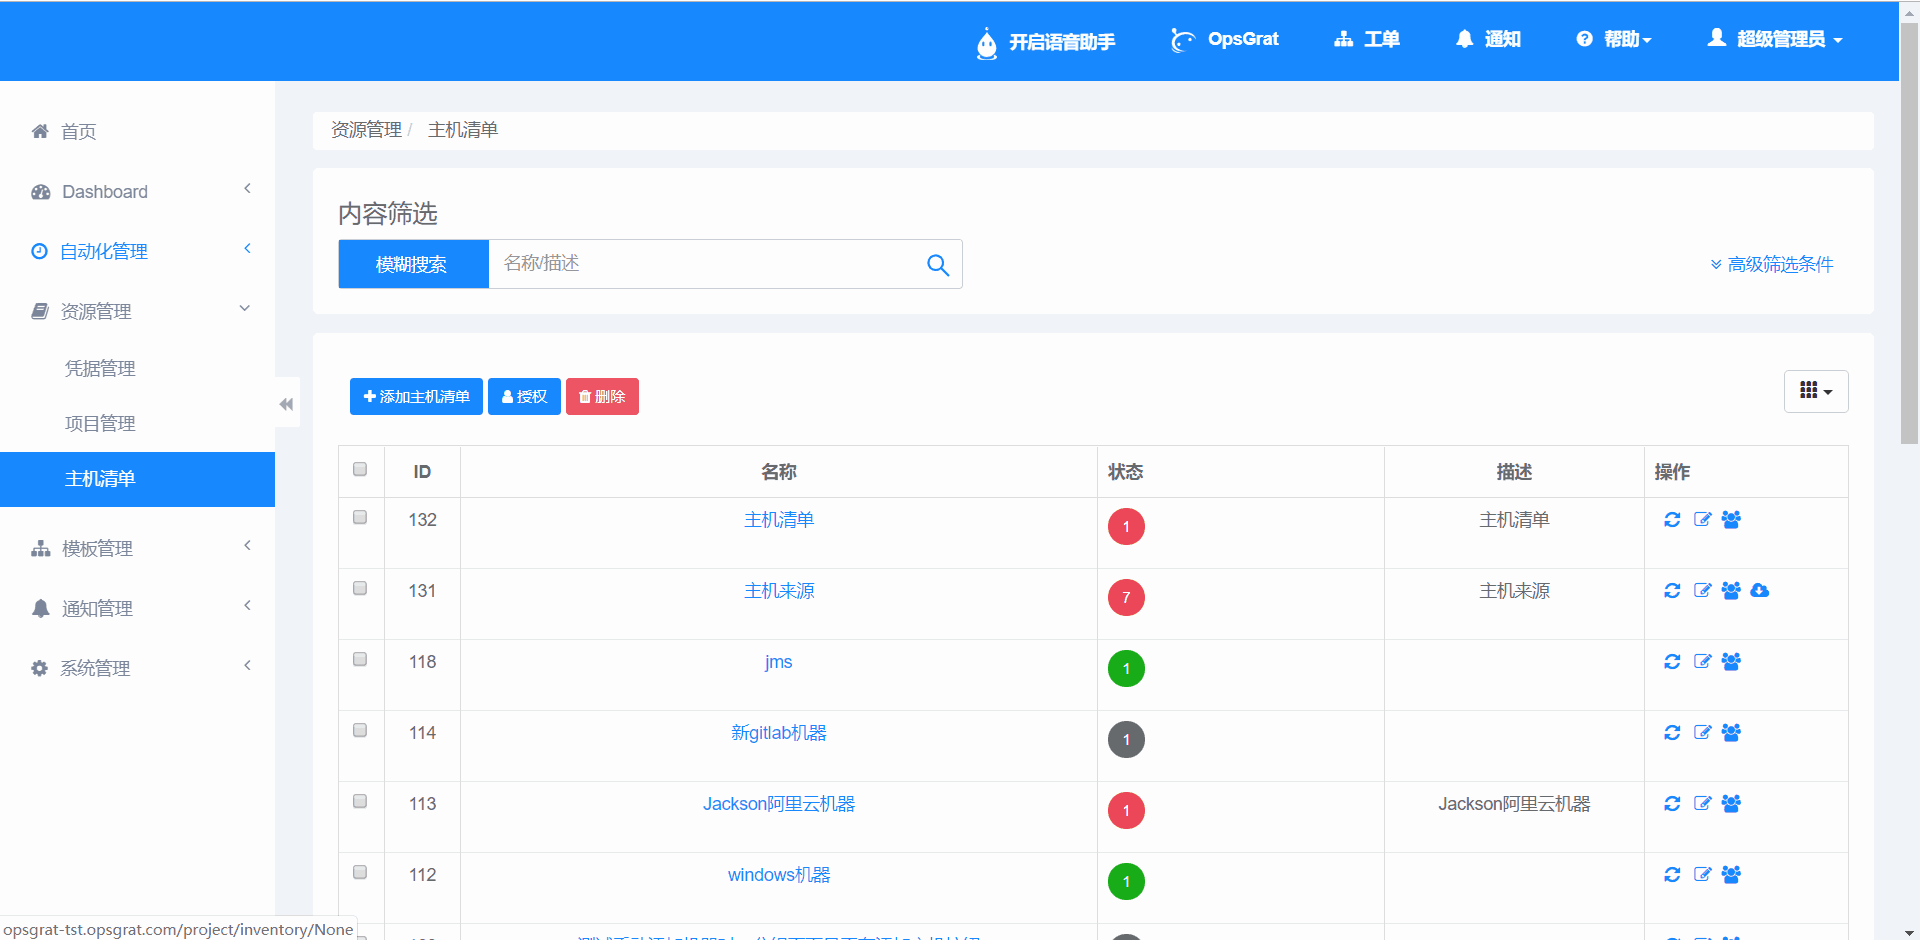 开启语音助手 OpsGrat 工单 通知 帮助 超级管理员
首页
Dashboard
自动化管理
资源管理
凭据管理
项目管理
主机清单
模板管理
通知管理
系统管理
资源管理 / 主机清单
内容筛选
模糊搜索 名称/描述
高级筛选条件
添加主机清单 授权 删除
ID 名称 状态 描述 操作
132 主机清单 1 主机清单
131 主机来源 7 主机来源
118 jms 1
114 新gitlab机器 1
113 Jackson阿里云机器 1 Jackson阿里云机器
112 windows机器 1
opsgrat-tst.opsgrat.com/project/inventory/None